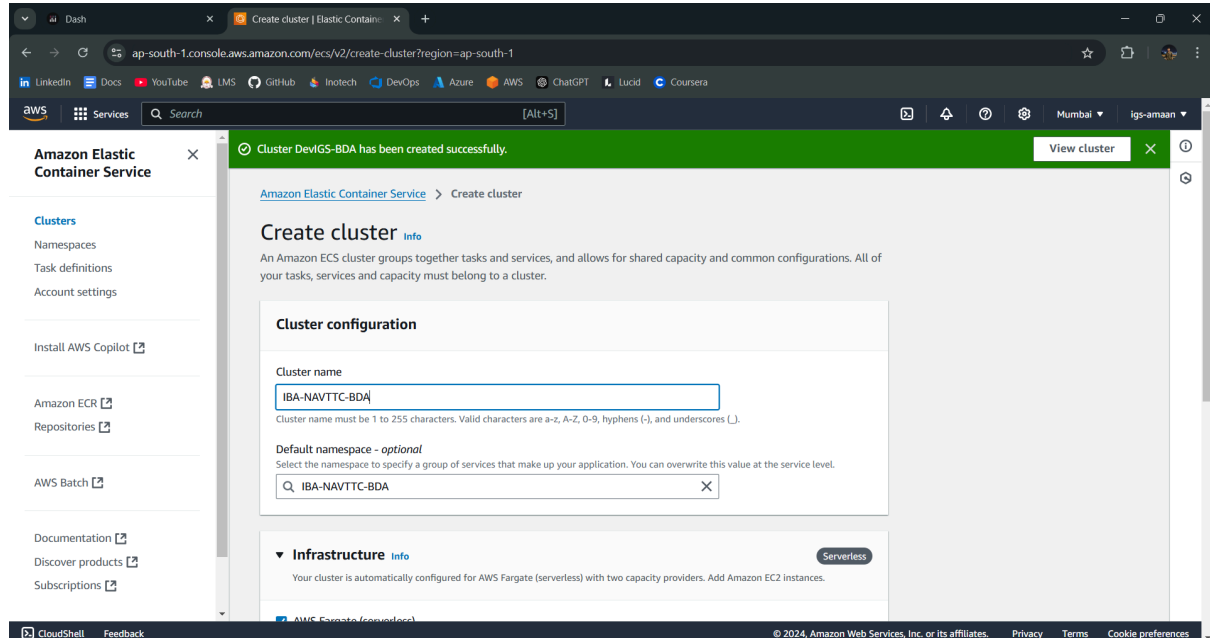 Dash
Create cluster | Elastic Containe
ap-south-1.console.aws.amazon.com/ecs/v2/create-cluster?region=ap-south-1
in LinkedIn Docs YouTube LMS GitHub Inotech DevOps Azure AWS ChatGPT Lucid Coursera
aws Services Search [Alt+S] Mumbai igs-amaan
Amazon Elastic
Container Service
Clusters
Namespaces
Task definitions
Account settings
Install AWS Copilot
Amazon ECR
Repositories
AWS Batch
Documentation
Discover products
Subscriptions
Cluster DevIGS-BDA has been created successfully. View cluster
Amazon Elastic Container Service > Create cluster
Create cluster Info
An Amazon ECS cluster groups together tasks and services, and allows for shared capacity and common configurations. All of
your tasks, services and capacity must belong to a cluster.
Cluster configuration
Cluster name
IBA-NAVTTC-BDA
Cluster name must be 1 to 255 characters. Valid characters are a-z, A-Z, 0-9, hyphens (-), and underscores (_).
Default namespace - optional
Select the namespace to specify a group of services that make up your application. You can overwrite this value at the service level.
IBA-NAVTTC-BDA
Infrastructure Info Serverless
Your cluster is automatically configured for AWS Fargate (serverless) with two capacity providers. Add Amazon EC2 instances.
AWS Fargate (serverless)
CloudShell Feedback © 2024, Amazon Web Services, Inc. or its affiliates. Privacy Terms Cookie preferences